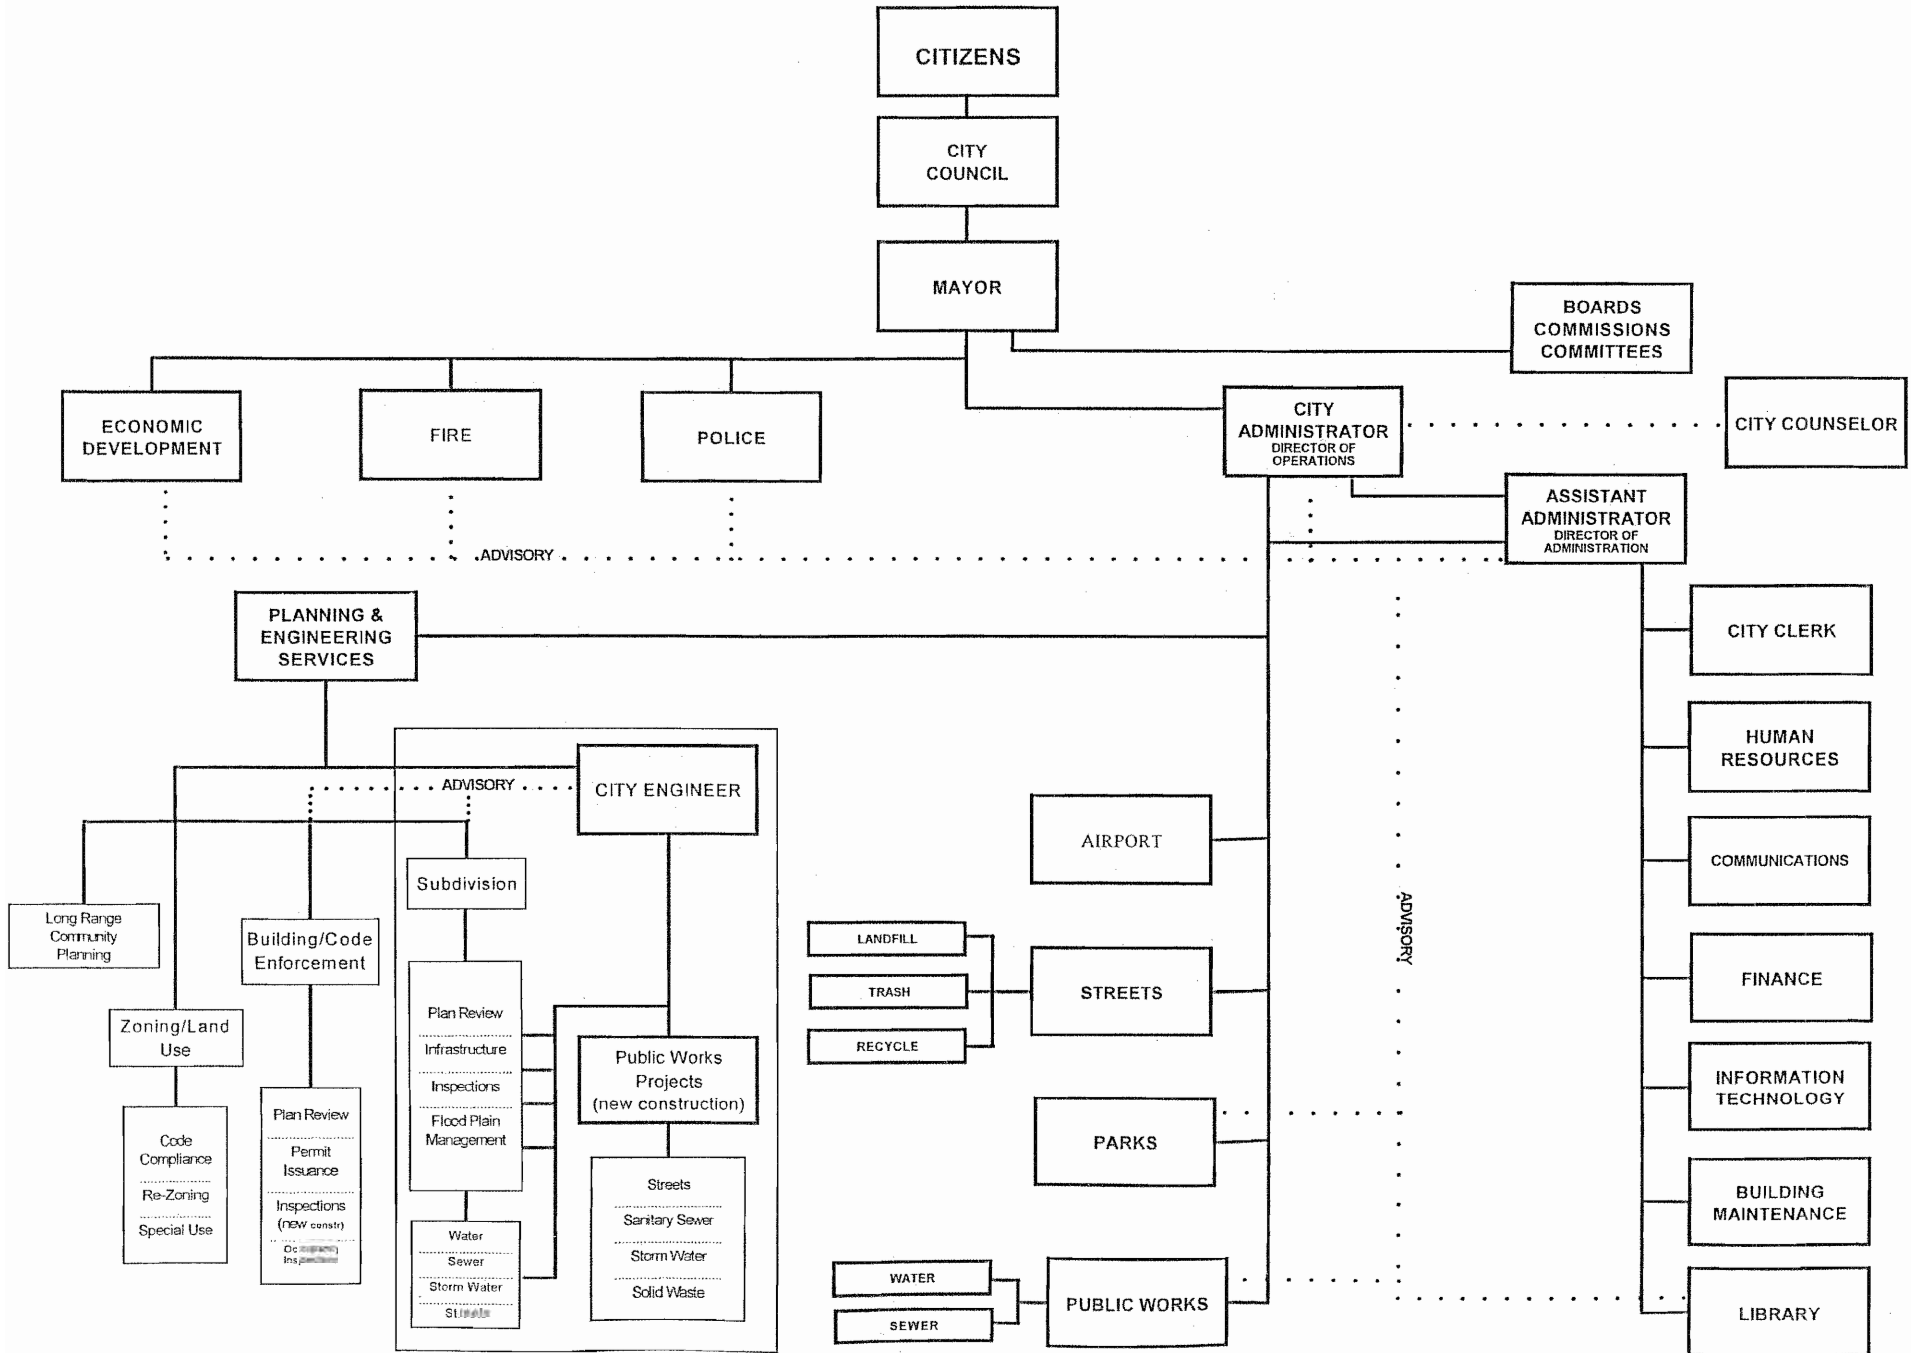 CITIZENS
CITY
COUNCIL
MAYOR
BOARDS
COMMISSIONS
COMMITTEES
ECONOMIC
DEVELOPMENT
FIRE
POLICE
CITY
ADMINISTRATOR
DIRECTOR OF
OPERATIONS
CITY COUNSELOR
ASSISTANT
ADMINISTRATOR
DIRECTOR OF
ADMINISTRATION
ADVISORY
PLANNING &
ENGINEERING
SERVICES
CITY CLERK
HUMAN
RESOURCES
COMMUNICATIONS
FINANCE
INFORMATION
TECHNOLOGY
BUILDING
MAINTENANCE
LIBRARY
ADVISORY
ADVISORY
CITY ENGINEER
Subdivision
Long Range
Community
Planning
Building/Code
Enforcement
Zoning/Land
Use
Code
Compliance
Re-Zoning
Special Use
Plan Review
Permit
Issuance
Inspections
(new constr)
Plan Review
Infrastructure
Inspections
Flood Plain
Management
Water
Sewer
Storm Water
Public Works
Projects
(new construction)
Streets
Sanitary Sewer
Storm Water
Solid Waste
AIRPORT
LANDFILL
TRASH
RECYCLE
STREETS
PARKS
WATER
SEWER
PUBLIC WORKS